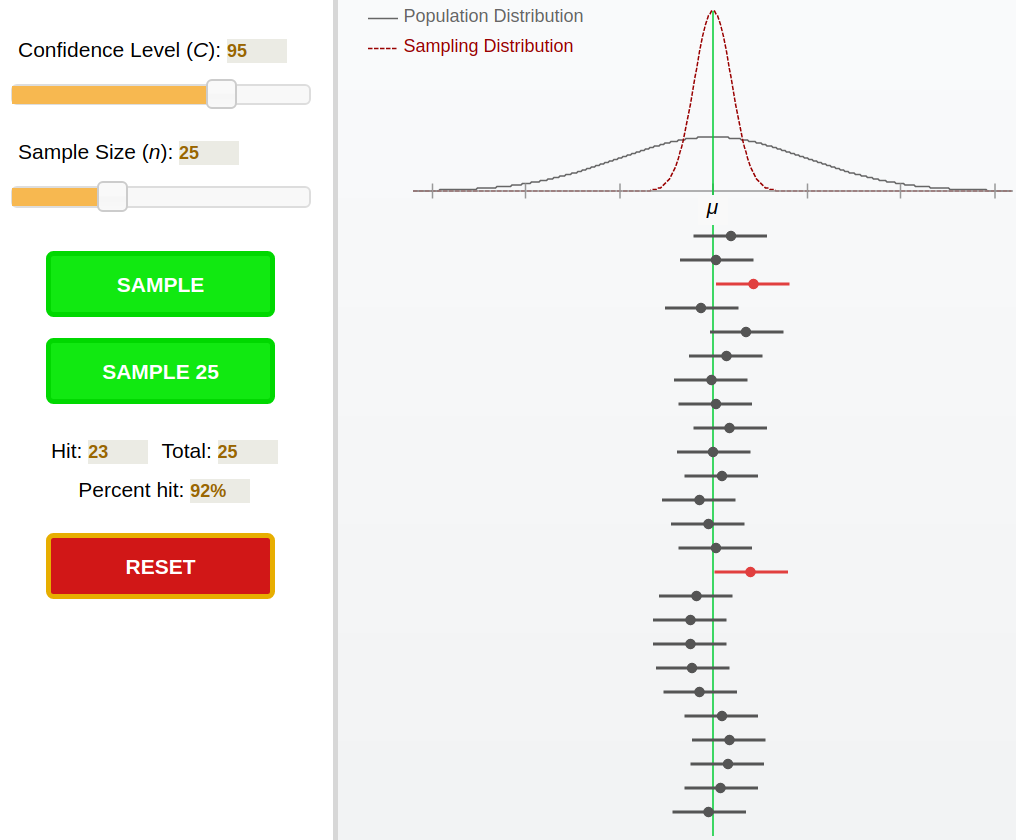 Confidence Level (C): 95
Sample Size (n): 25
SAMPLE
SAMPLE 25
Hit: 23 Total: 25
Percent hit: 92%
RESET
Population Distribution
Sampling Distribution
μ